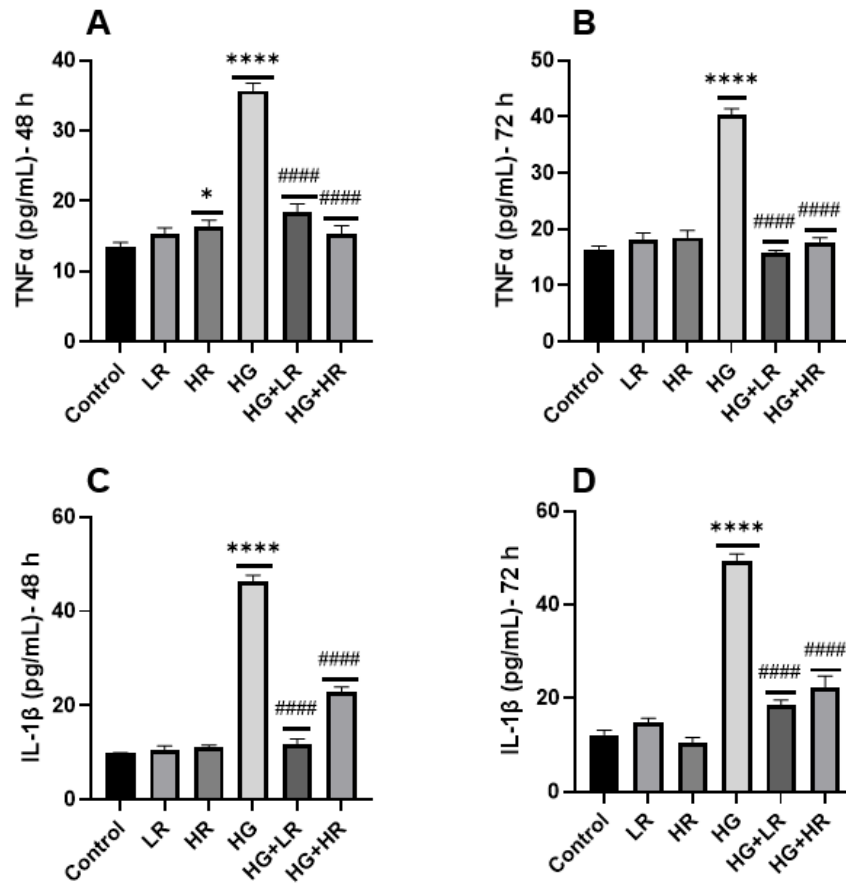 A
TNFα (pg/mL)- 48 h
40
30
20
10
0
****
*
####
####
Control
LR
HR
HG
HG+LR
HG+HR
B
TNFα (pg/mL)- 72 h
50
40
30
20
10
0
****
####
####
Control
LR
HR
HG
HG+LR
HG+HR
C
IL-1β (pg/mL)- 48 h
60
40
20
0
****
####
####
Control
LR
HR
HG
HG+LR
HG+HR
D
IL-1β (pg/mL)- 72 h
60
40
20
0
****
####
####
Control
LR
HR
HG
HG+LR
HG+HR